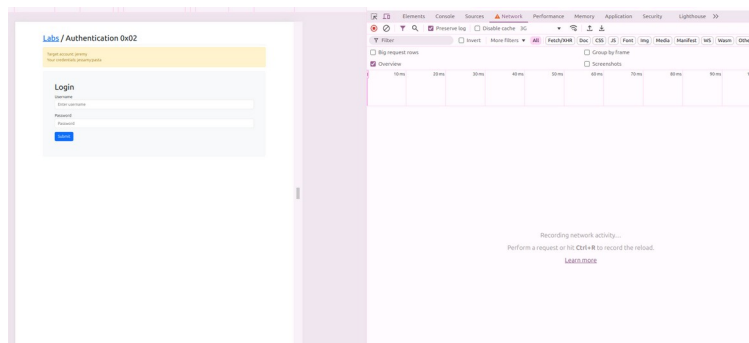 Labs / Authentication 0x02
Target account: jeremy
Your credentials: jessamy:pasta
Login
Username
Enter username
Password
Password
Submit
Elements Console Sources Network Performance Memory Application Security Lighthouse
Preserve log Disable cache 3G
Filter Invert More filters All Fetch/XHR Doc CSS JS Font Img Media Manifest WS Wasm Othe
Big request rows Group by frame
Overview Screenshots
10 ms 20 ms 30 ms 40 ms 50 ms 60 ms 70 ms 80 ms 90 ms
Recording network activity…
Perform a request or hit Ctrl+R to record the reload.
Learn more